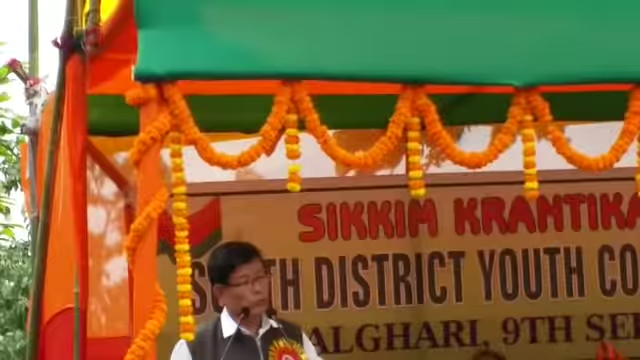 SIKKIM KRANTIKA
TH DISTRICT YOUTH CO
ALGHARI, 9TH SE